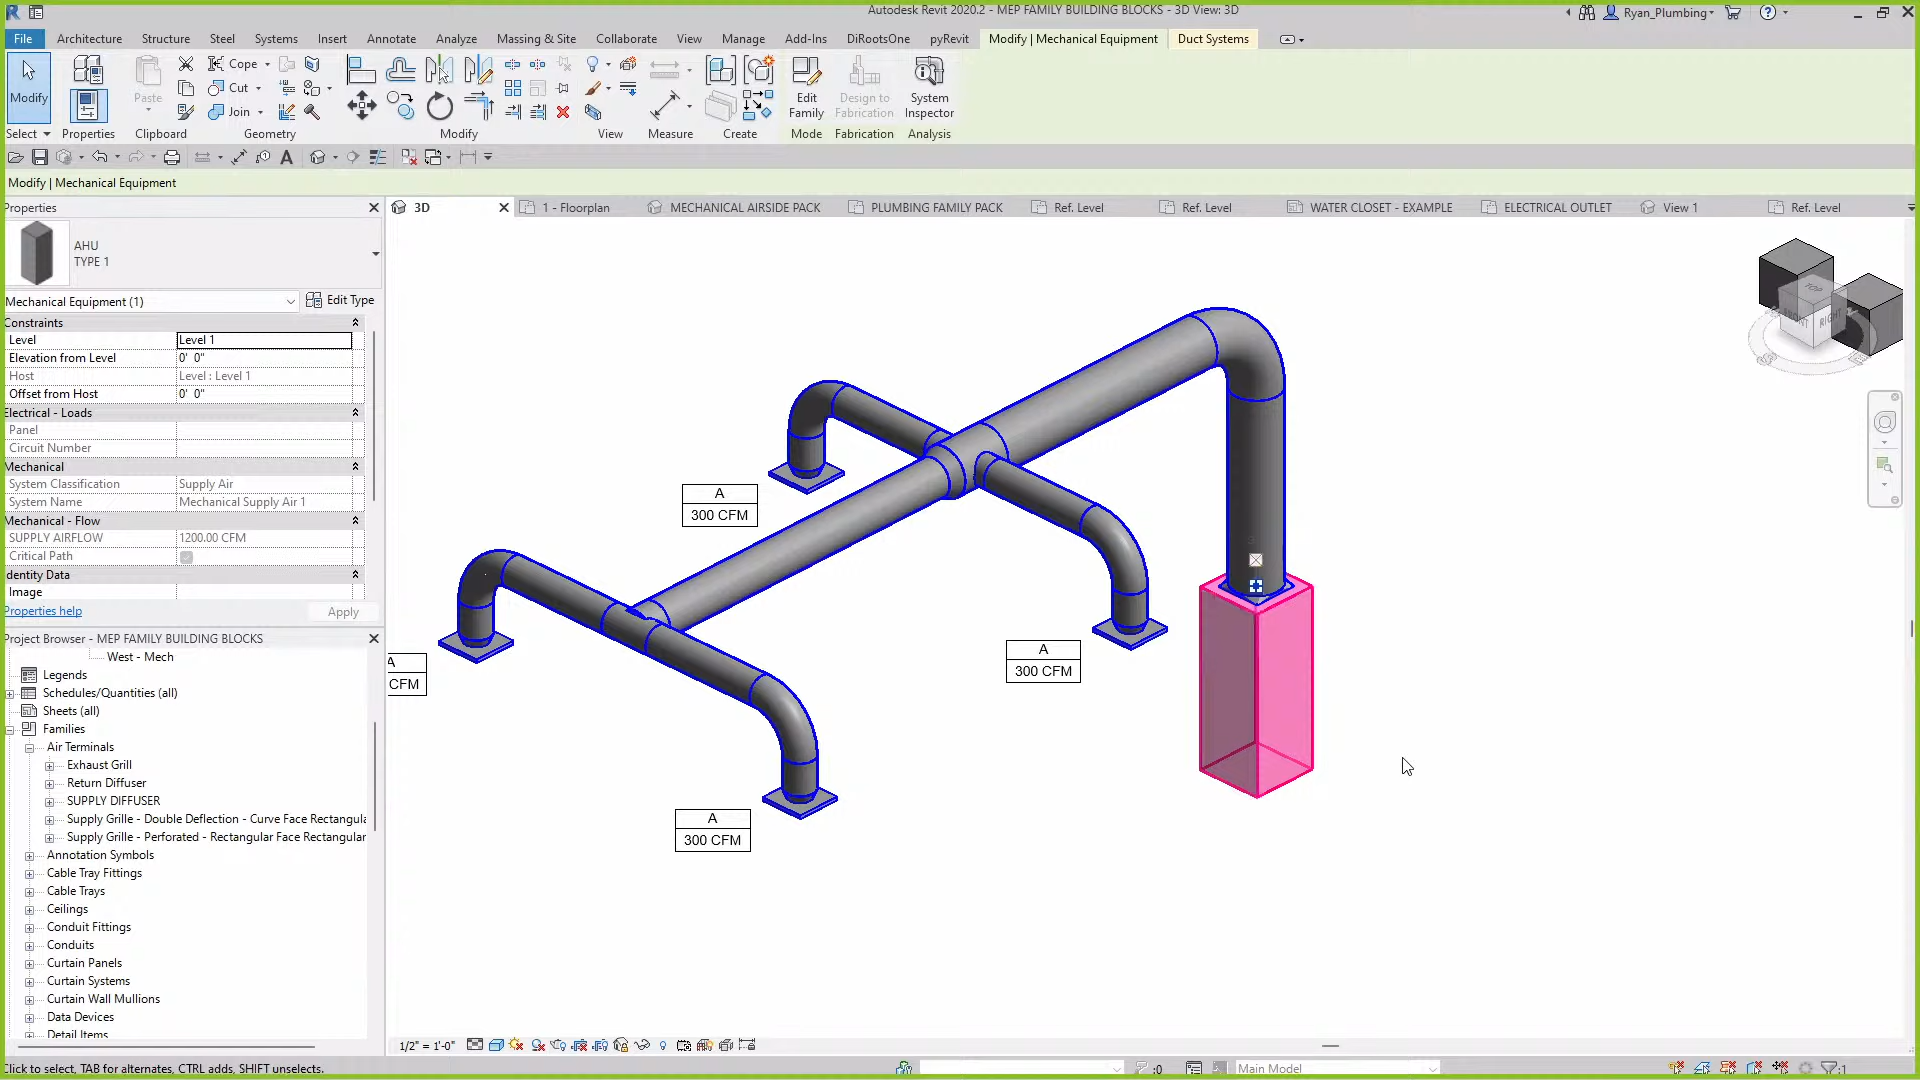 Autodesk Revit 2020.2 - MEP FAMILY BUILDING BLOCKS - 3D View: 3D
Ryan_Plumbing
File Architecture Structure Steel Systems Insert Annotate Analyze Massing & Site Collaborate View Manage Add-Ins DiRootsOne pyRevit Modify | Mechanical Equipment Duct Systems
Modify
Paste
Cope
Cut
Join
Edit Family
Design to Fabrication
System Inspector
Select Properties Clipboard Geometry Modify View Measure Create Mode Fabrication Analysis
Modify | Mechanical Equipment
Properties
3D
1 - Floorplan
MECHANICAL AIRSIDE PACK
PLUMBING FAMILY PACK
Ref. Level
Ref. Level
WATER CLOSET - EXAMPLE
ELECTRICAL OUTLET
View 1
Ref. Level
AHU
TYPE 1
Mechanical Equipment (1)
Edit Type
Constraints
Level Level 1
Elevation from Level 0' 0"
Host Level : Level 1
Offset from Host 0' 0"
Electrical - Loads
Panel
Circuit Number
Mechanical
System Classification Supply Air
System Name Mechanical Supply Air 1
Mechanical - Flow
SUPPLY AIRFLOW 1200.00 CFM
Critical Path
dentity Data
Image
Properties help
Apply
Project Browser - MEP FAMILY BUILDING BLOCKS
West - Mech
Legends
Schedules/Quantities (all)
Sheets (all)
Families
Air Terminals
Exhaust Grill
Return Diffuser
SUPPLY DIFFUSER
Supply Grille - Double Deflection - Curve Face Rectangula
Supply Grille - Perforated - Rectangular Face Rectangular
Annotation Symbols
Cable Tray Fittings
Cable Trays
Ceilings
Conduit Fittings
Conduits
Curtain Panels
Curtain Systems
Curtain Wall Mullions
Data Devices
Detail Items
A
300 CFM
A
CFM
A
300 CFM
A
300 CFM
TOP
FRONT
RIGHT
1/2" = 1'-0"
Click to select, TAB for alternates, CTRL adds, SHIFT unselects.
:0
Main Model
:1